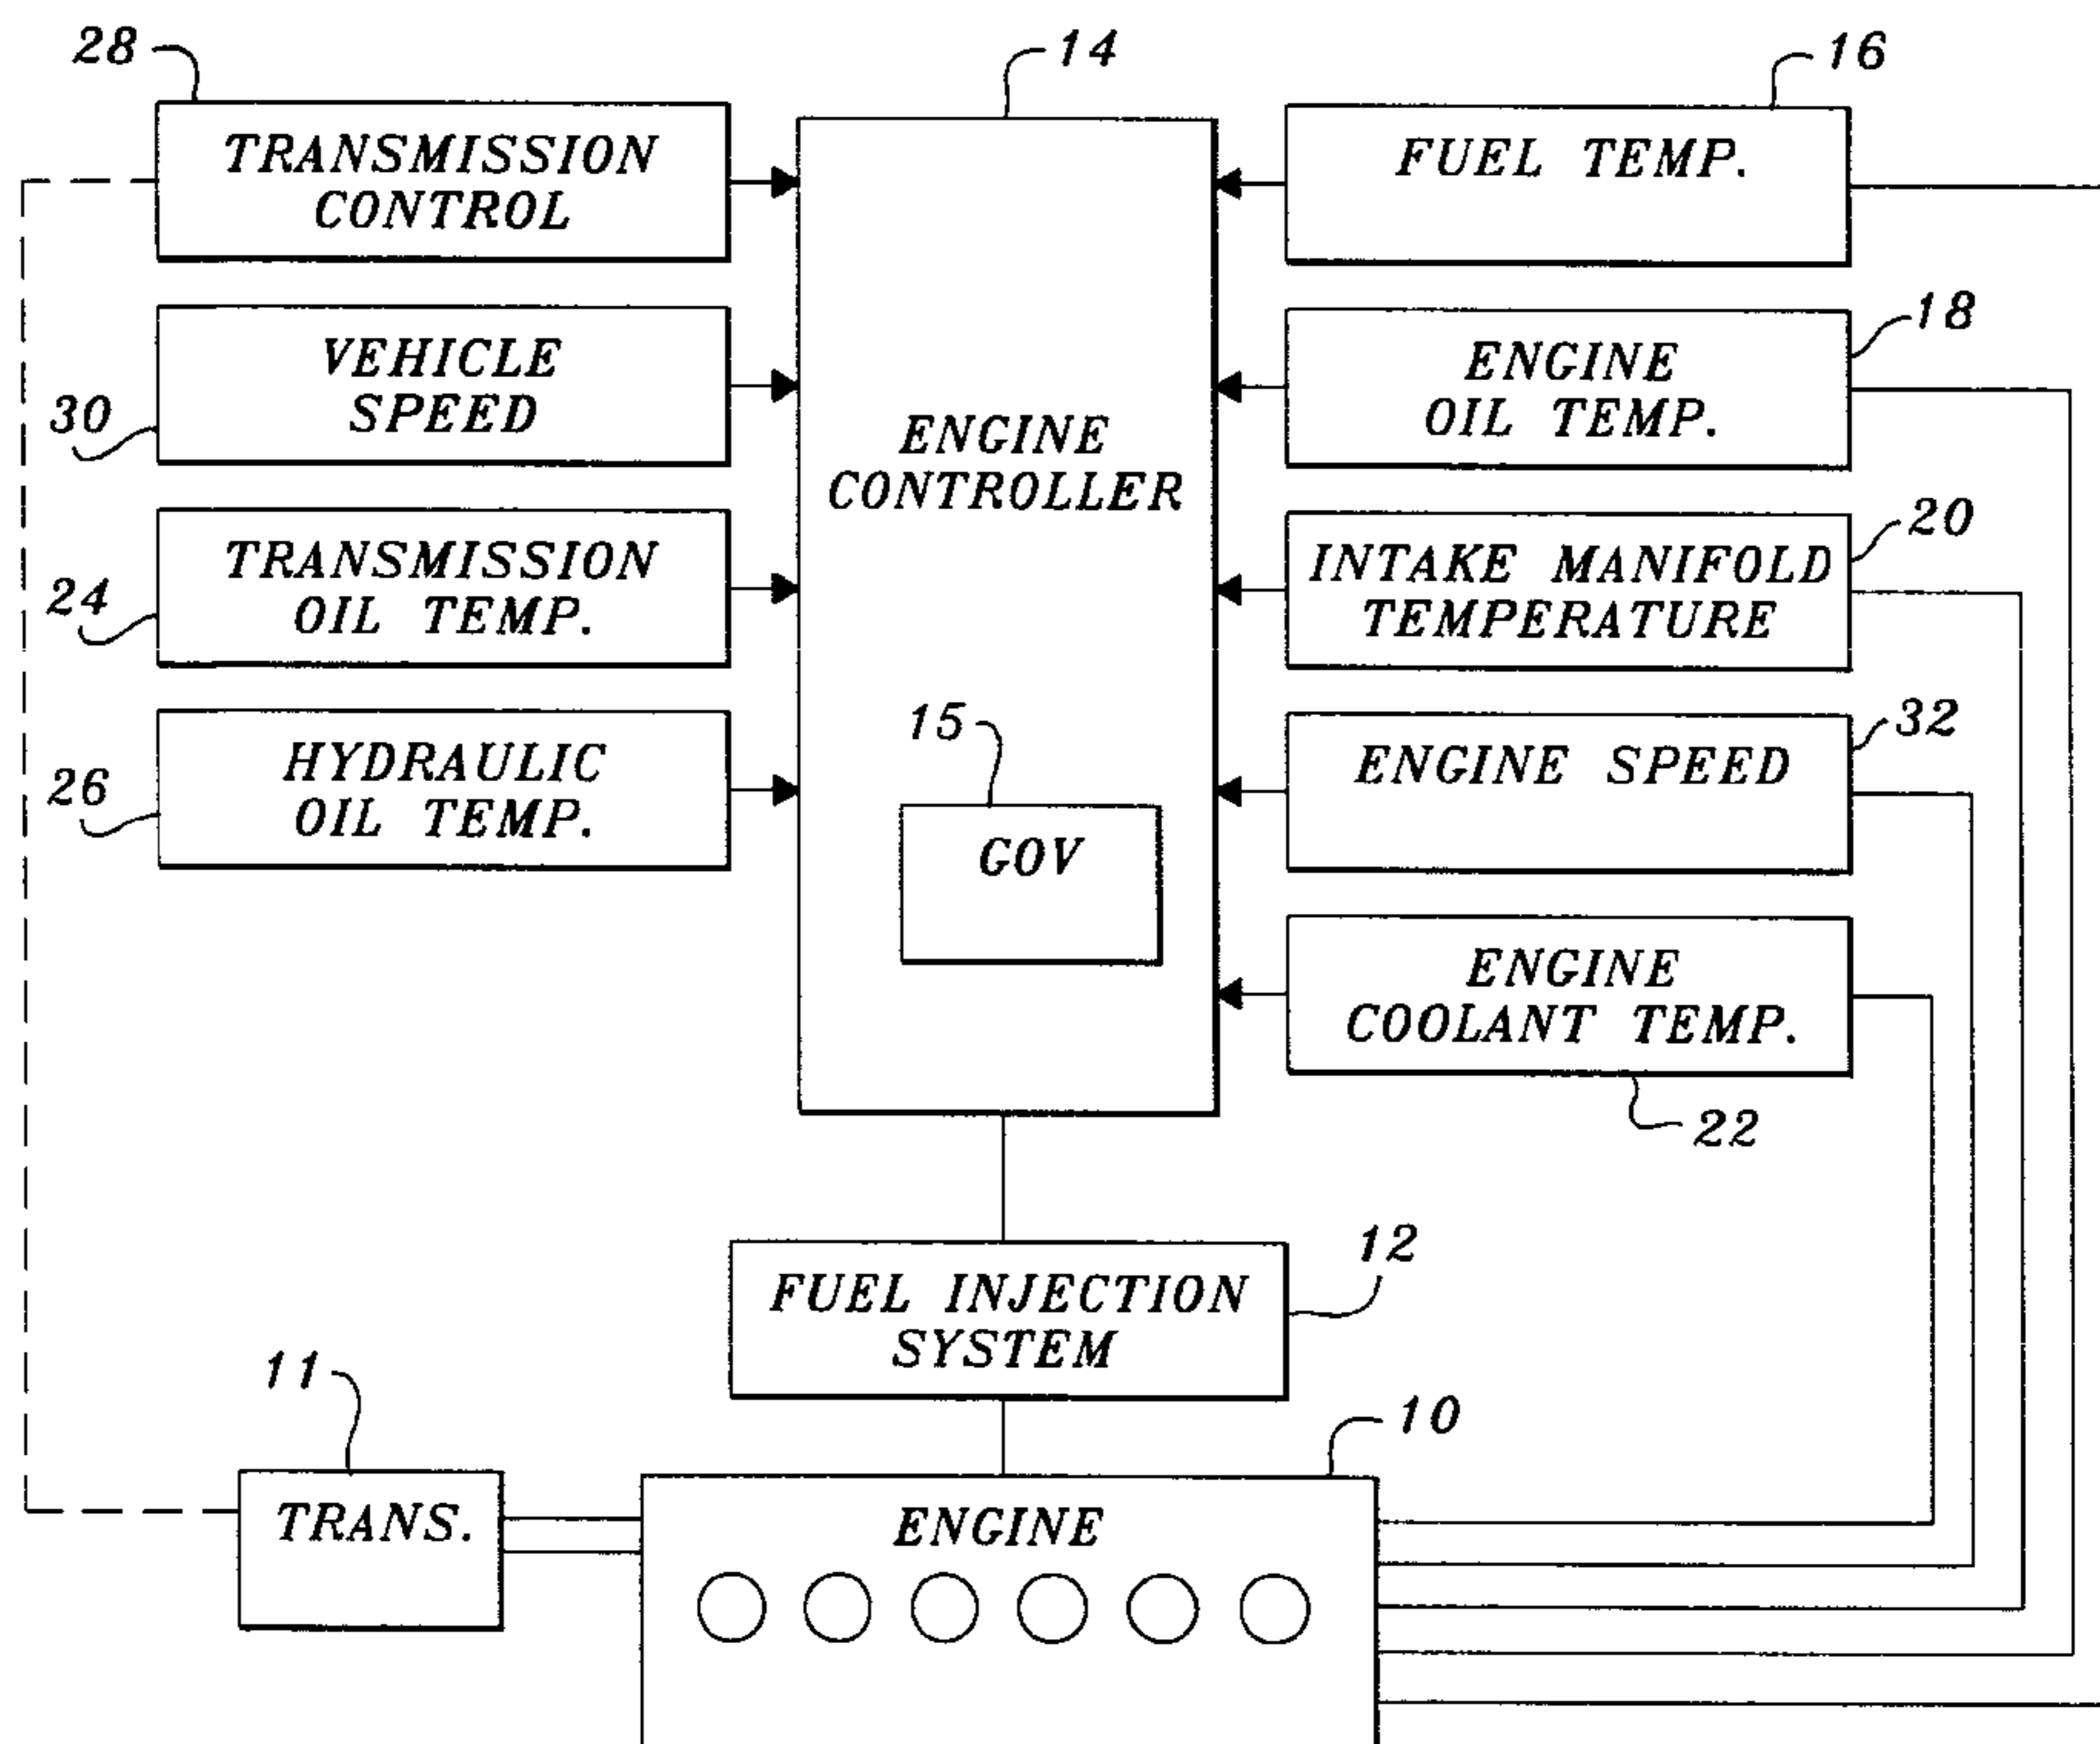 28
14
16
TRANSMISSION
CONTROL
FUEL TEMP.
18
VEHICLE
SPEED
30
ENGINE
OIL TEMP.
ENGINE
CONTROLLER
20
TRANSMISSION
OIL TEMP.
24
INTAKE MANIFOLD
TEMPERATURE
15
32
HYDRAULIC
OIL TEMP.
26
ENGINE SPEED
GOV
ENGINE
COOLANT TEMP.
22
12
FUEL INJECTION
SYSTEM
11
10
TRANS.
ENGINE